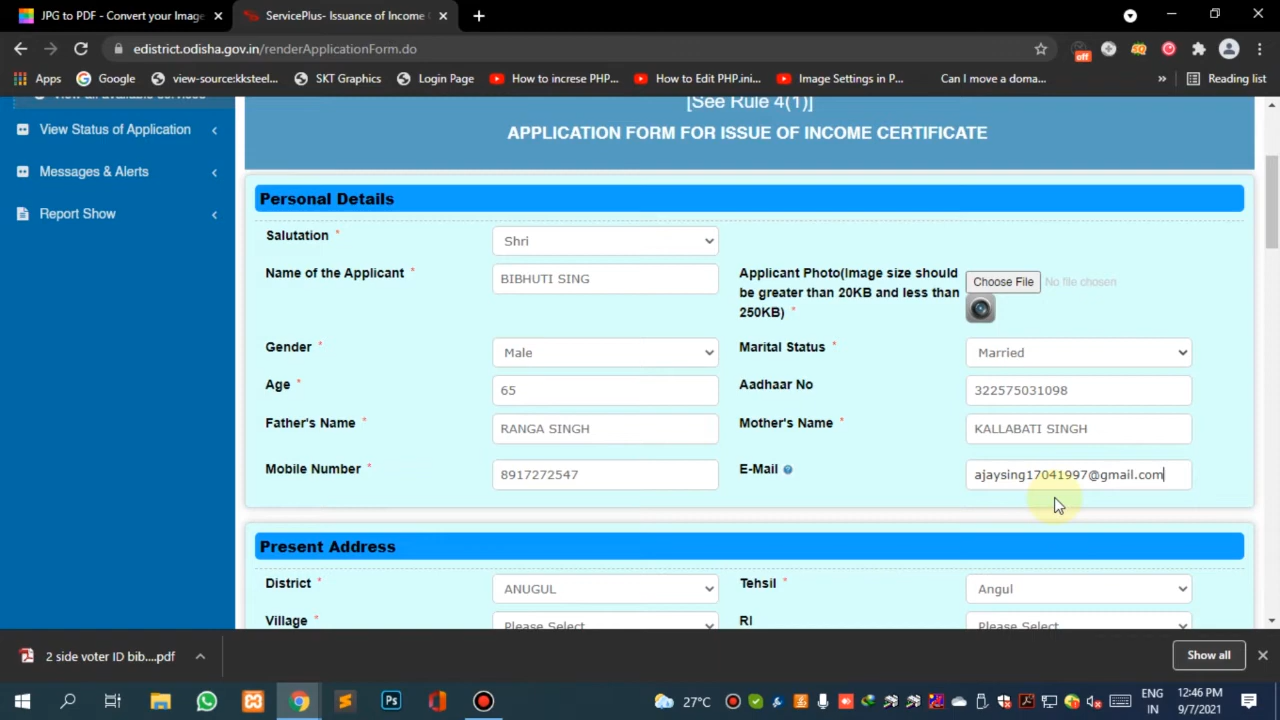 JPG to PDF - Convert your Image
ServicePlus- Issuance of Income C
edistrict.odisha.gov.in/renderApplicationForm.do
off
Apps
Google
view-source:kksteel...
SKT Graphics
Login Page
How to increse PHP...
How to Edit PHP.ini...
Image Settings in P...
Can I move a doma...
»
Reading list
View all available services
View Status of Application
Messages & Alerts
Report Show
[See Rule 4(1)]
APPLICATION FORM FOR ISSUE OF INCOME CERTIFICATE
Personal Details
Salutation *
Shri
Name of the Applicant *
BIBHUTI SING
Applicant Photo(Image size should
be greater than 20KB and less than
250KB) *
Choose File No file chosen
Gender *
Male
Marital Status *
Married
Age *
65
Aadhaar No
322575031098
Father's Name *
RANGA SINGH
Mother's Name *
KALLABATI SINGH
Mobile Number *
8917272547
E-Mail
ajaysing17041997@gmail.com
Present Address
District *
ANUGUL
Tehsil *
Angul
Village *
Please Select
RI
Please Select
2 side voter ID bib....pdf
Show all
Ps
27°C
ENG
IN
12:46 PM
9/7/2021